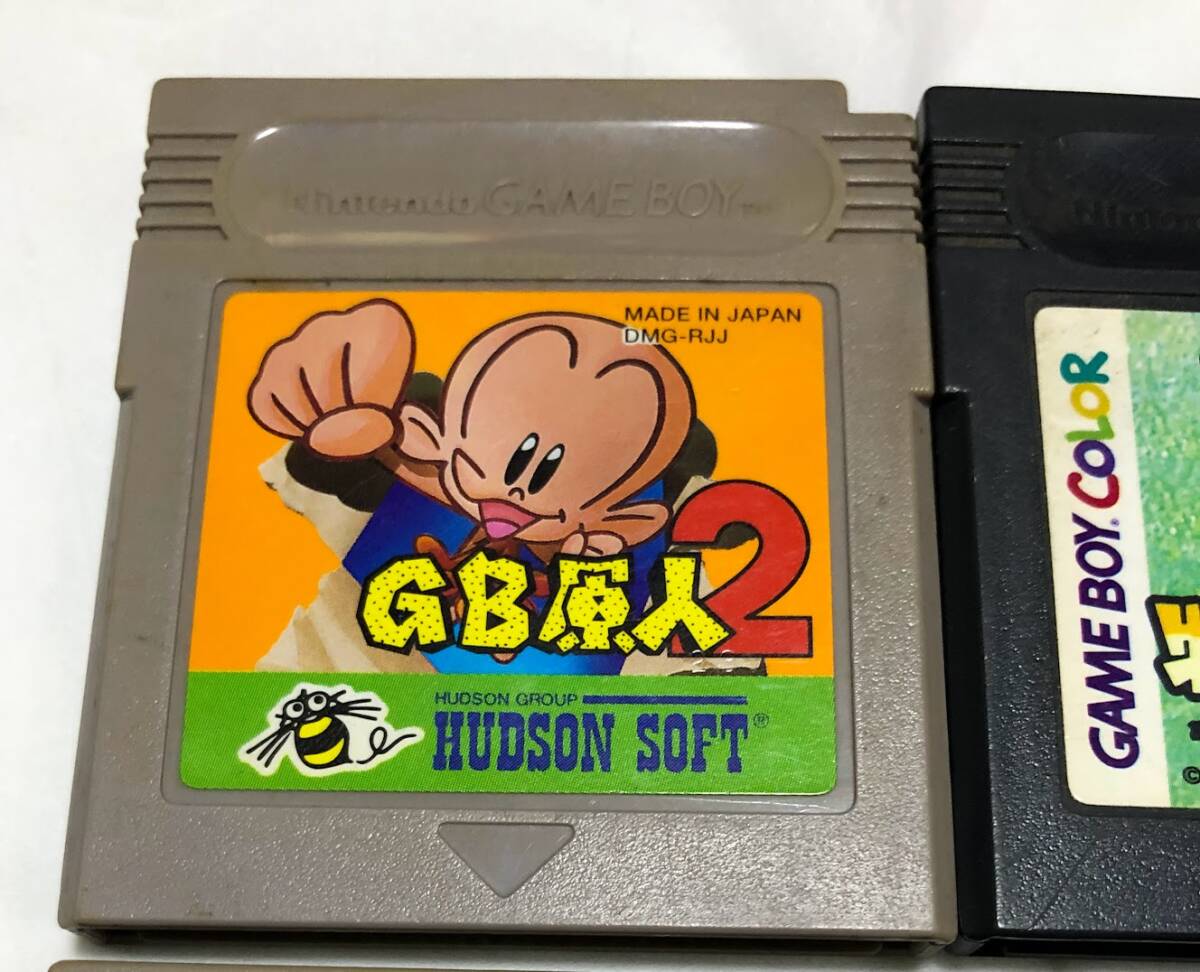 Nintendo GAME BOY TM
MADE IN JAPAN
DMG-RJJ
GB原人2
HUDSON GROUP
HUDSON SOFT®
GAME BOY COLOR
©